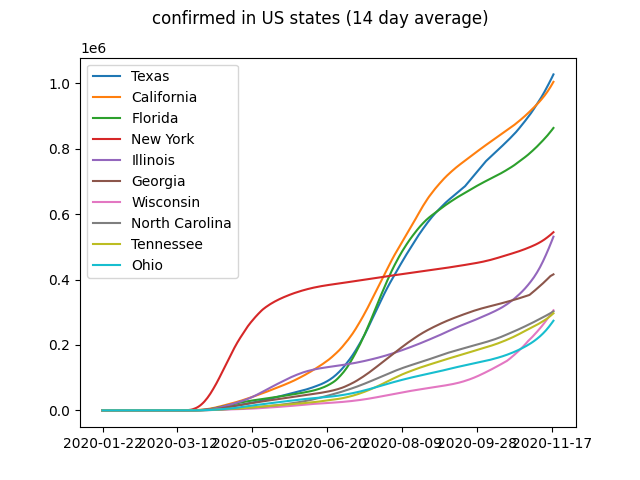 confirmed in US states (14 day average)
1e6
1.0
0.8
0.6
0.4
0.2
0.0
Texas
California
Florida
New York
Illinois
Georgia
Wisconsin
North Carolina
Tennessee
Ohio
2020-01-22 2020-03-12 2020-05-01 2020-06-20 2020-08-09 2020-09-28 2020-11-17